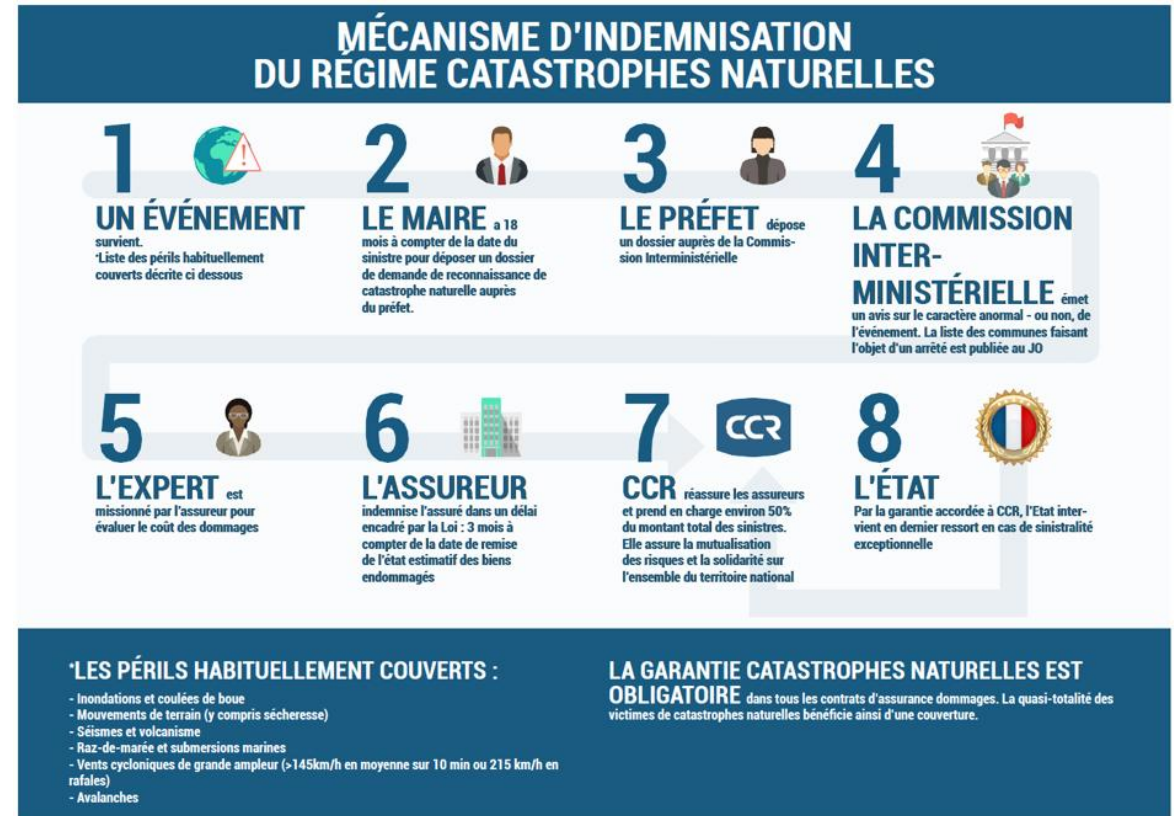 MÉCANISME D'INDEMNISATION
DU RÉGIME CATASTROPHES NATURELLES
1
UN ÉVÉNEMENT
survient.
*Liste des périls habituellement
couverts décrite ci dessous
2
LE MAIRE a 18
mois à compter de la date du
sinistre pour déposer un dossier
de demande de reconnaissance de
catastrophe naturelle auprès
du préfet.
3
LE PRÉFET dépose
un dossier auprès de la Commis-
sion Interministérielle
4
LA COMMISSION
INTER-
MINISTÉRIELLE émet
un avis sur le caractère anormal - ou non, de
l'événement. La liste des communes faisant
l'objet d'un arrêté est publiée au JO
5
L'EXPERT est
missionné par l'assureur pour
évaluer le coût des dommages
6
L'ASSUREUR
indemnise l'assuré dans un délai
encadré par la Loi : 3 mois à
compter de la date de remise
de l'état estimatif des biens
endommagés
7
CCR
CCR réassure les assureurs
et prend en charge environ 50%
du montant total des sinistres.
Elle assure la mutualisation
des risques et la solidarité sur
l'ensemble du territoire national
8
L'ÉTAT
Par la garantie accordée à CCR, l'Etat inter-
vient en dernier ressort en cas de sinistralité
exceptionnelle
*LES PÉRILS HABITUELLEMENT COUVERTS :
- Inondations et coulées de boue
- Mouvements de terrain (y compris sécheresse)
- Séismes et volcanisme
- Raz-de-marée et submersions marines
- Vents cycloniques de grande ampleur (>145km/h en moyenne sur 10 min ou 215 km/h en
rafales)
- Avalanches
LA GARANTIE CATASTROPHES NATURELLES EST
OBLIGATOIRE dans tous les contrats d'assurance dommages. La quasi-totalité des
victimes de catastrophes naturelles bénéficie ainsi d'une couverture.